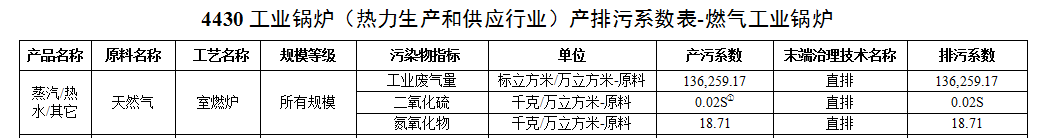 4430 工业锅炉（热力生产和供应行业）产排污系数表-燃气工业锅炉
产品名称 原料名称 工艺名称 规模等级 污染物指标 单位 产污系数 末端治理技术名称 排污系数
蒸汽/热
水/其它
天然气 室燃炉 所有规模
工业废气量 标立方米/万立方米-原料 136,259.17 直排 136,259.17
二氧化硫 千克/万立方米-原料 0.02S① 直排 0.02S
氮氧化物 千克/万立方米-原料 18.71 直排 18.71